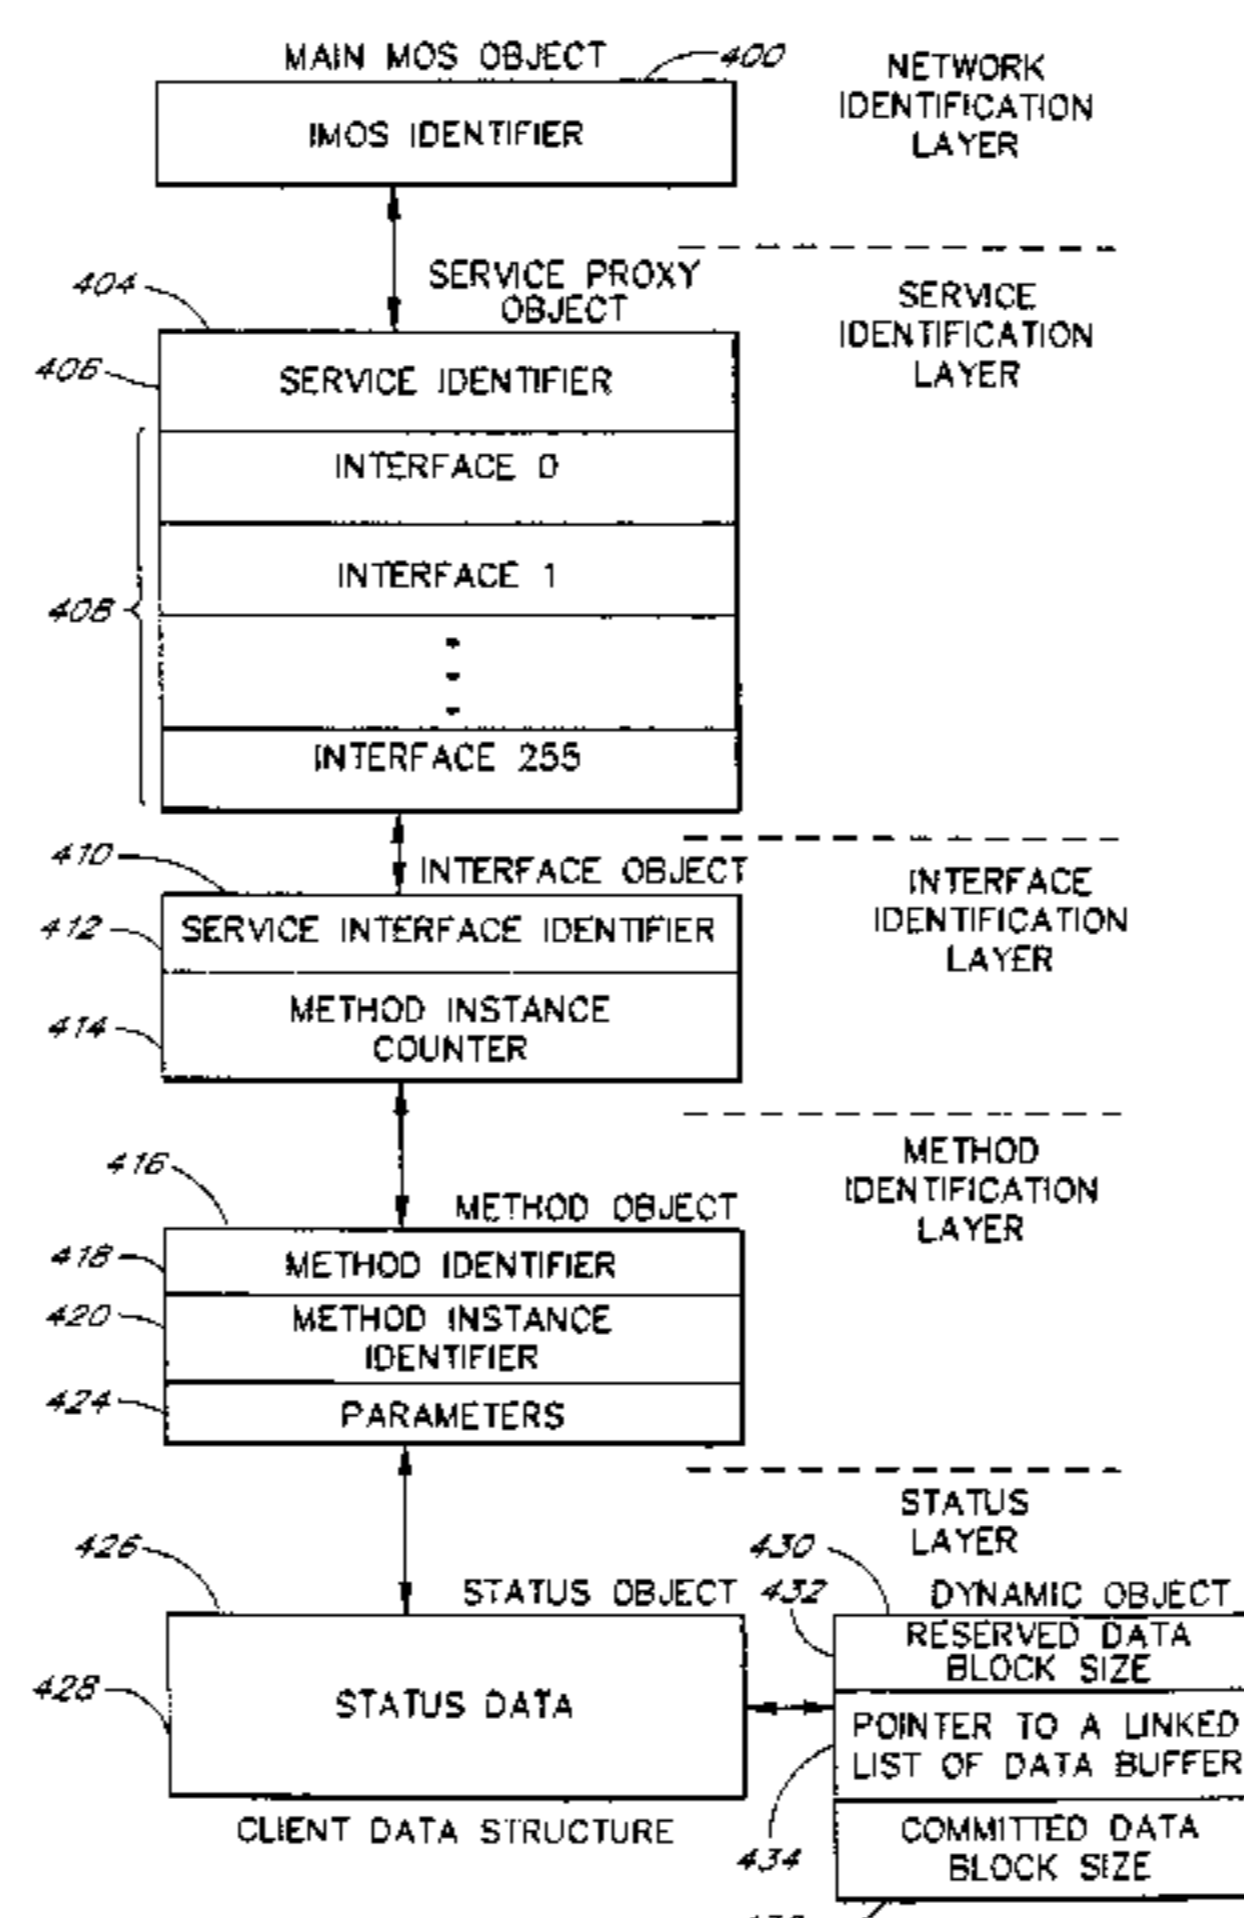 MAIN MOS OBJECT
400
NETWORK
IDENTIFICATION
LAYER
IMOS IDENTIFIER
SERVICE PROXY
OBJECT
404
SERVICE
IDENTIFICATION
LAYER
406
SERVICE IDENTIFIER
INTERFACE 0
INTERFACE 1
408
INTERFACE 255
410
INTERFACE OBJECT
INTERFACE
IDENTIFICATION
LAYER
412
SERVICE INTERFACE IDENTIFIER
414
METHOD INSTANCE
COUNTER
METHOD
IDENTIFICATION
LAYER
416
METHOD OBJECT
418
METHOD IDENTIFIER
420
METHOD INSTANCE
IDENTIFIER
424
PARAMETERS
STATUS
LAYER
426
STATUS OBJECT
428
STATUS DATA
CLIENT DATA STRUCTURE
430
432
DYNAMIC OBJECT
RESERVED DATA
BLOCK SIZE
POINTER TO A LINKED
LIST OF DATA BUFFER
434
COMMITTED DATA
BLOCK SIZE